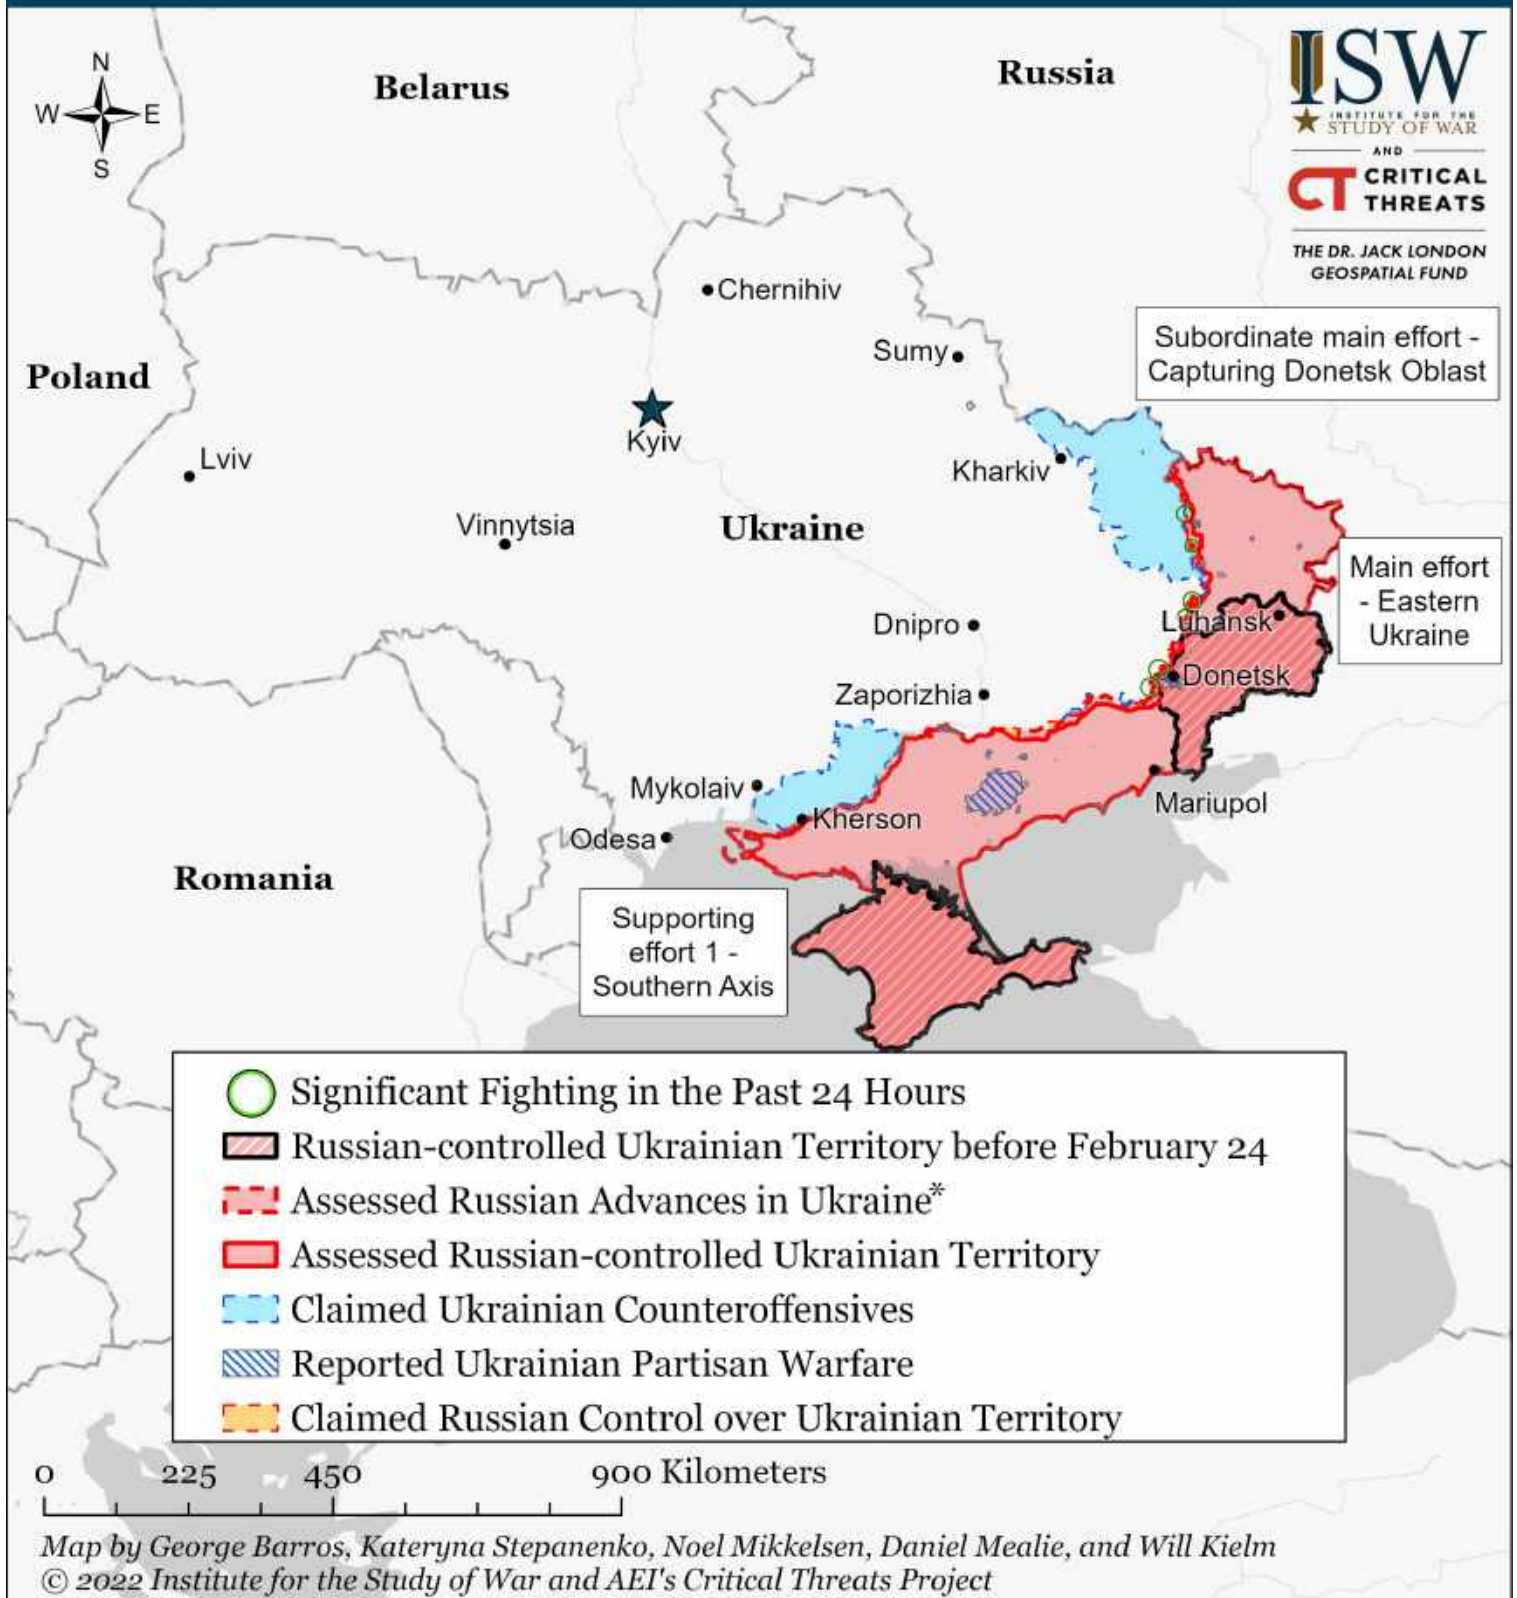 N
W
E
S
Belarus
Russia
ISW
INSTITUTE FOR THE
STUDY OF WAR
AND
CT CRITICAL
THREATS
THE DR. JACK LONDON
GEOSPATIAL FUND
Chernihiv
Subordinate main effort -
Capturing Donetsk Oblast
Sumy
Poland
Kyiv
Lviv
Kharkiv
Vinnytsia
Ukraine
Main effort
- Eastern
Ukraine
Dnipro
Luhansk
Donetsk
Zaporizhia
Mykolaiv
Mariupol
Kherson
Odesa
Romania
Supporting
effort 1 -
Southern Axis
Significant Fighting in the Past 24 Hours
Russian-controlled Ukrainian Territory before February 24
Assessed Russian Advances in Ukraine*
Assessed Russian-controlled Ukrainian Territory
Claimed Ukrainian Counteroffensives
Reported Ukrainian Partisan Warfare
Claimed Russian Control over Ukrainian Territory
0 225 450 900 Kilometers
Map by George Barros, Kateryna Stepanenko, Noel Mikkelsen, Daniel Mealie, and Will Kielm
© 2022 Institute for the Study of War and AEI's Critical Threats Project